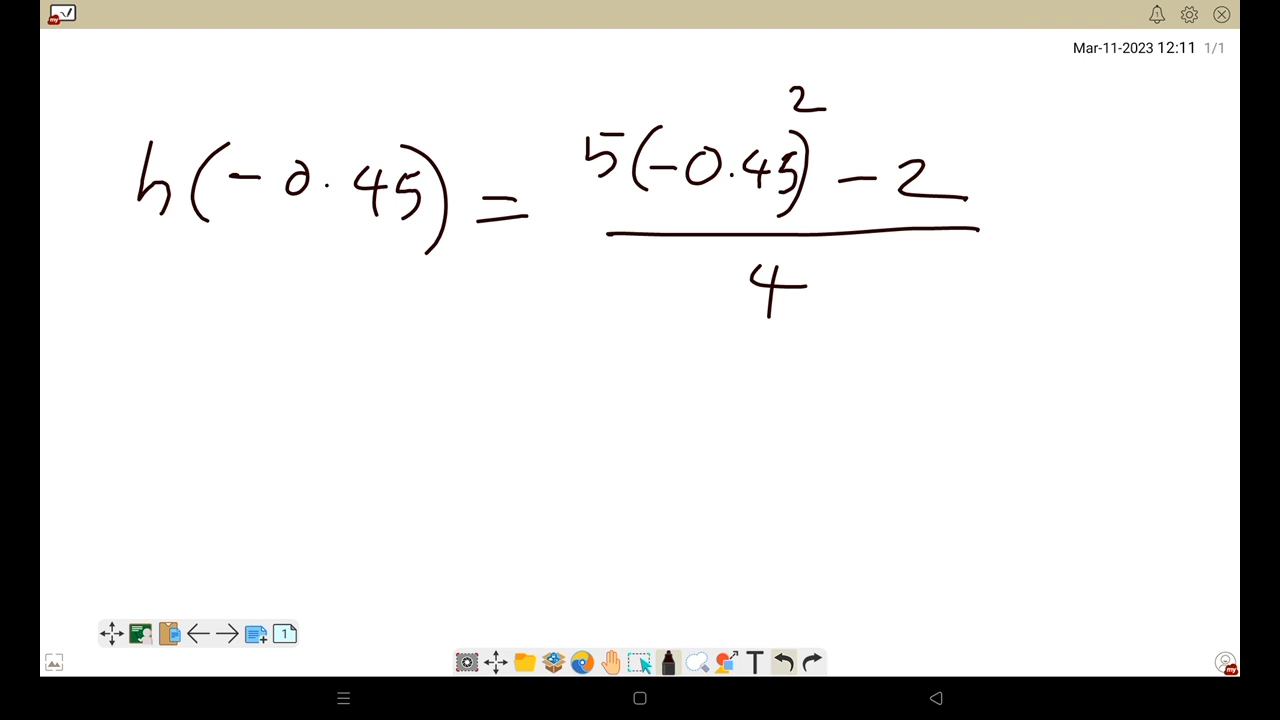 Mar-11-2023 12:11 1/1
h(-0.45) = (5(-0.45)² - 2)/4
1
T